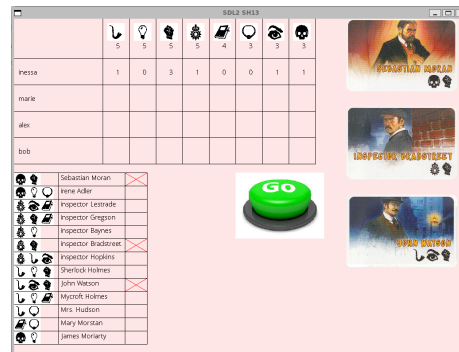 SDL2 SH13
5 5 5 5 4 3 3 3
inessa 1 0 3 1 0 0 1 1
marie
alex
bob
Sebastian Moran
Irene Adler
Inspector Lestrade
Inspector Gregson
Inspector Baynes
Inspector Bradstreet
Inspector Hopkins
Sherlock Holmes
John Watson
Mycroft Holmes
Mrs. Hudson
Mary Morstan
James Moriarty
GO
SEBASTIAN MORAN
INSPECTOR BRADSTREET
JOHN WATSON